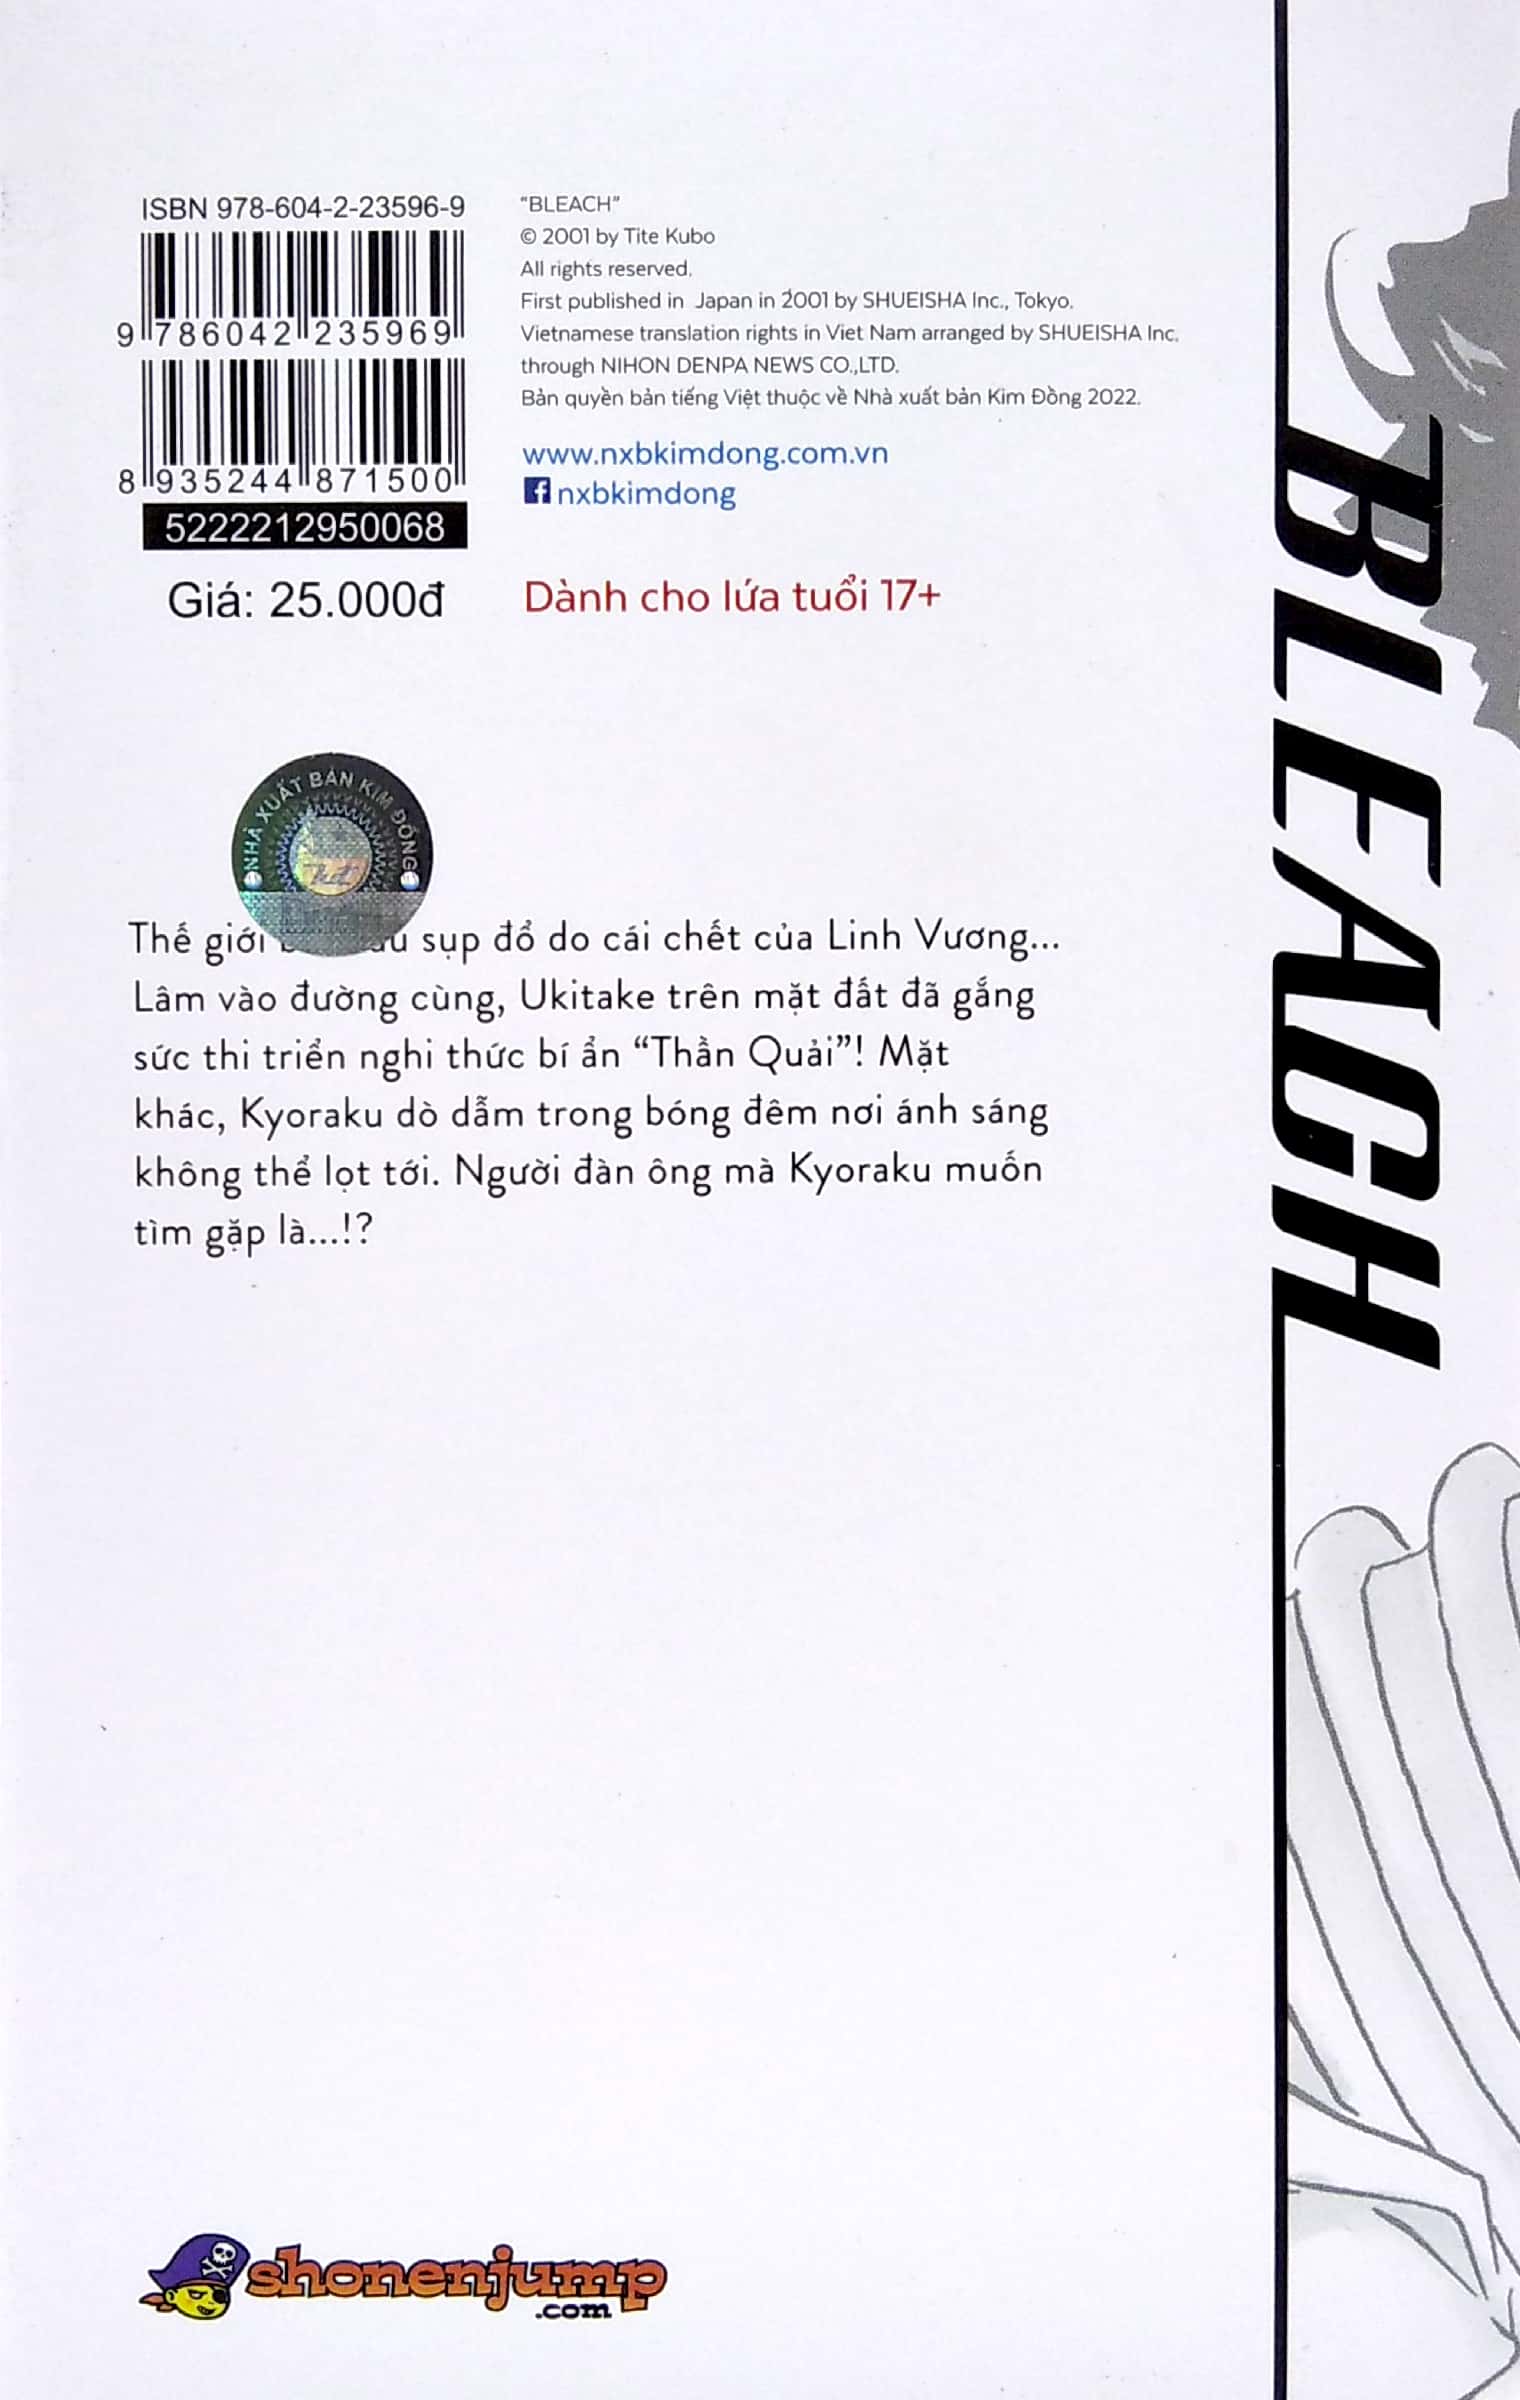 ISBN 978-604-2-23596-9
9 786042 235969
8 935244 871500
5222212950068
Giá: 25.000đ
“BLEACH”
© 2001 by Tite Kubo
All rights reserved.
First published in Japan in 2001 by SHUEISHA Inc., Tokyo.
Vietnamese translation rights in Viet Nam arranged by SHUEISHA Inc.
through NIHON DENPA NEWS CO.,LTD.
Bản quyền bản tiếng Việt thuộc về Nhà xuất bản Kim Đồng 2022.
www.nxbkimdong.com.vn
nxbkimdong
Dành cho lứa tuổi 17+
NHÀ XUẤT BẢN KIM ĐỒNG
Thế giới sụp đổ do cái chết của Linh Vương...
Lâm vào đường cùng, Ukitake trên mặt đất đã gắng
sức thi triển nghi thức bí ẩn “Thần Quải”! Mặt
khác, Kyoraku dò dẫm trong bóng đêm nơi ánh sáng
không thể lọt tới. Người đàn ông mà Kyoraku muốn
tìm gặp là...!?
BLEACH
shonenjump
.com